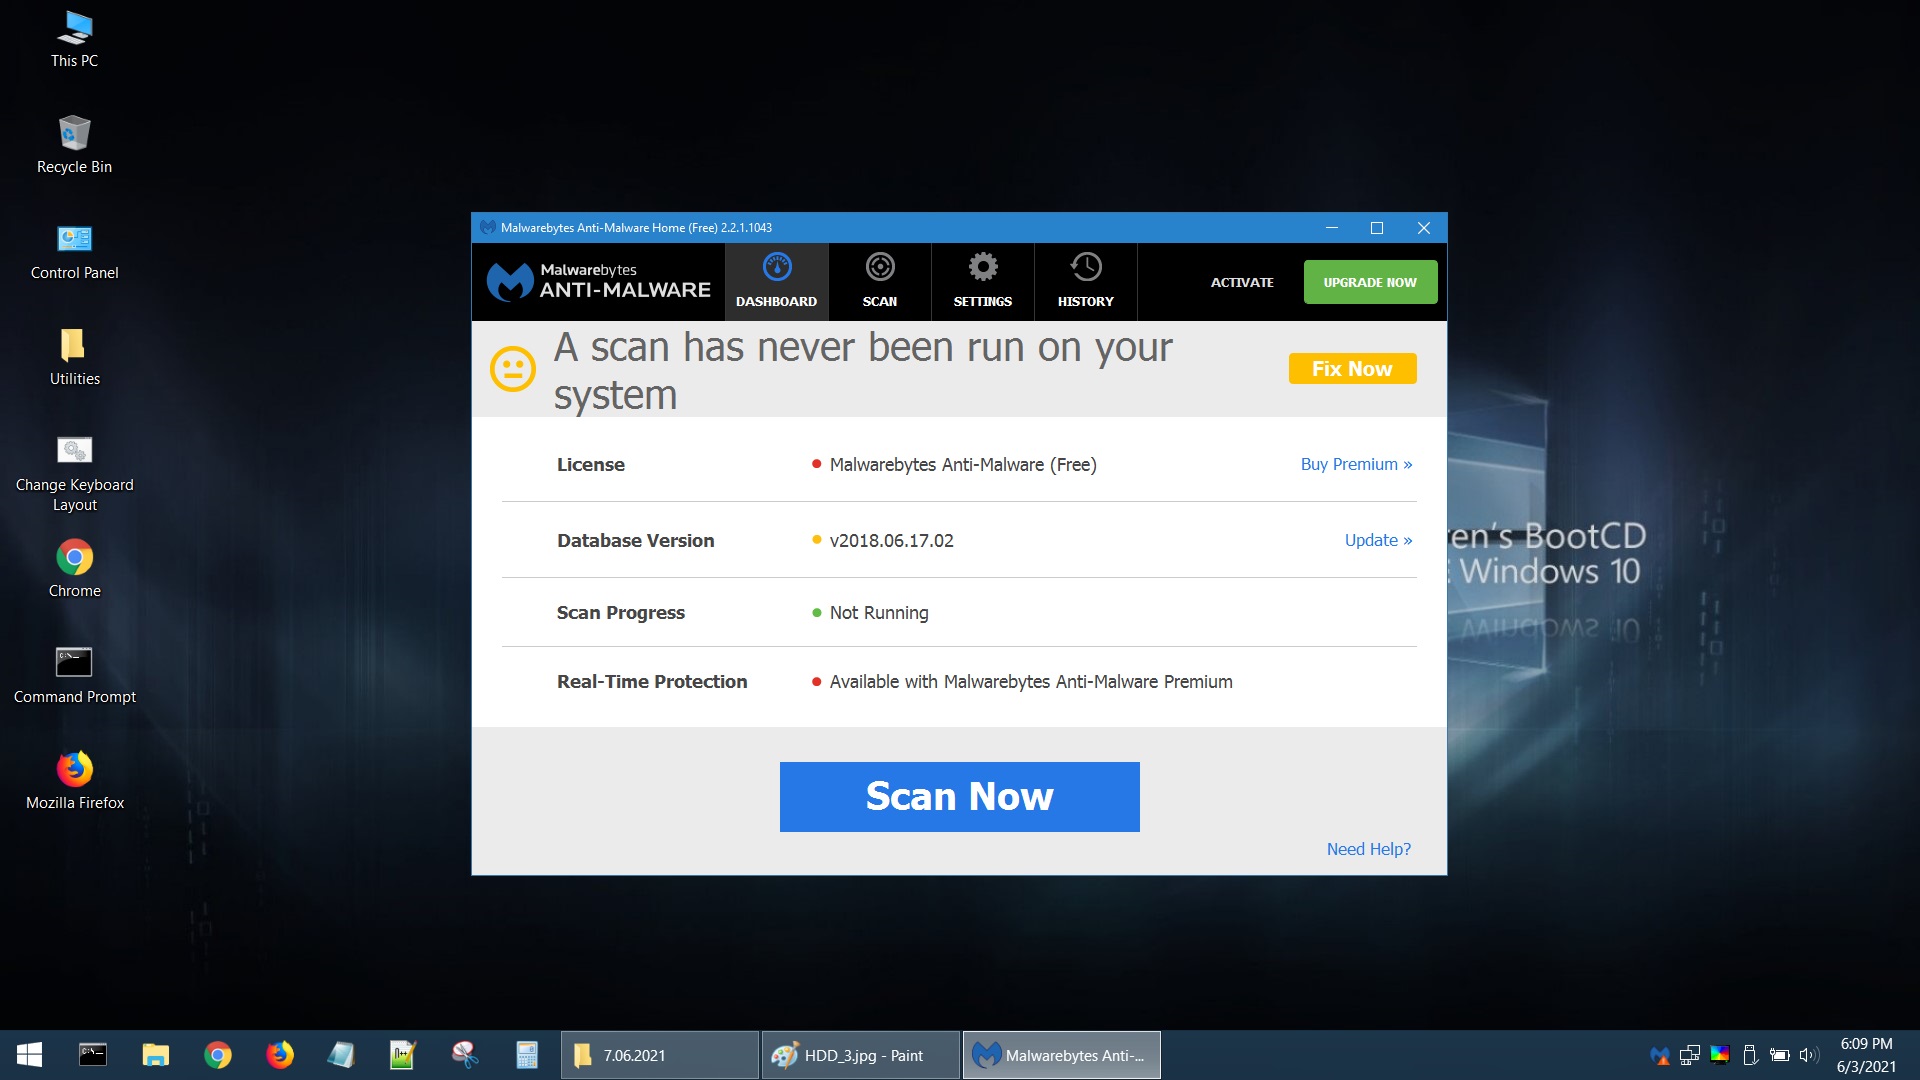 This PC
Recycle Bin
Control Panel
Utilities
Change Keyboard
Layout
Chrome
Command Prompt
Mozilla Firefox
Malwarebytes Anti-Malware Home (Free) 2.2.1.1043
Malwarebytes
ANTI-MALWARE
DASHBOARD
SCAN
SETTINGS
HISTORY
ACTIVATE
UPGRADE NOW
A scan has never been run on your
system
Fix Now
License
Malwarebytes Anti-Malware (Free)
Buy Premium »
Database Version
v2018.06.17.02
Update »
Scan Progress
Not Running
Real-Time Protection
Available with Malwarebytes Anti-Malware Premium
Scan Now
Need Help?
en's BootCD
Windows 10
7.06.2021
HDD_3.jpg - Paint
Malwarebytes Anti-...
6:09 PM
6/3/2021